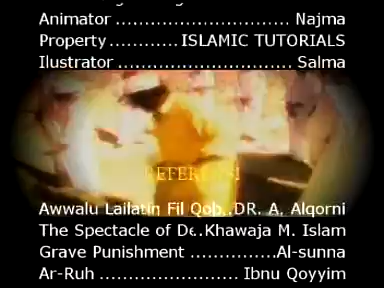 Animator ................................ Najma
Property ............ ISLAMIC TUTORIALS
Ilustrator ............................... Salma
Awwalu Lailatin Fil Qob..DR. A. Alqorni
The Spectacle of De..Khawaja M. Islam
Grave Punishment ...............Al-sunna
Ar-Ruh ......................... Ibnu Qoyyim